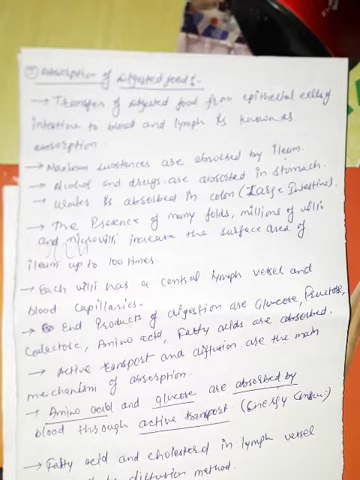 Absorption of digested food :-
→ Transfer of digested food from epithelial cells of
intestine to blood and lymph is known as
absorption.
→ Maximum substances are absorbed by ileum.
→ Alcohol and drugs are absorbed in stomach.
→ Water is absorbed in colon (Large Intestine).
→ The Presence of many folds, millions of villi
and microvilli increase the surface area of
ileum up to 100 times.
→ Each villi has a central lymph vessel and
blood capillaries.
→ End Products of digestion are Glucose, Fructose,
Galactose, Amino acid, Fatty acids are absorbed.
→ Active transport and diffution are the main
mechanism of absorption.
→ Amino acid and glucose are absorbed by
blood through active transport. (Energy
→ Fatty acid and cholesterol in lymph vessel
diffusion method.